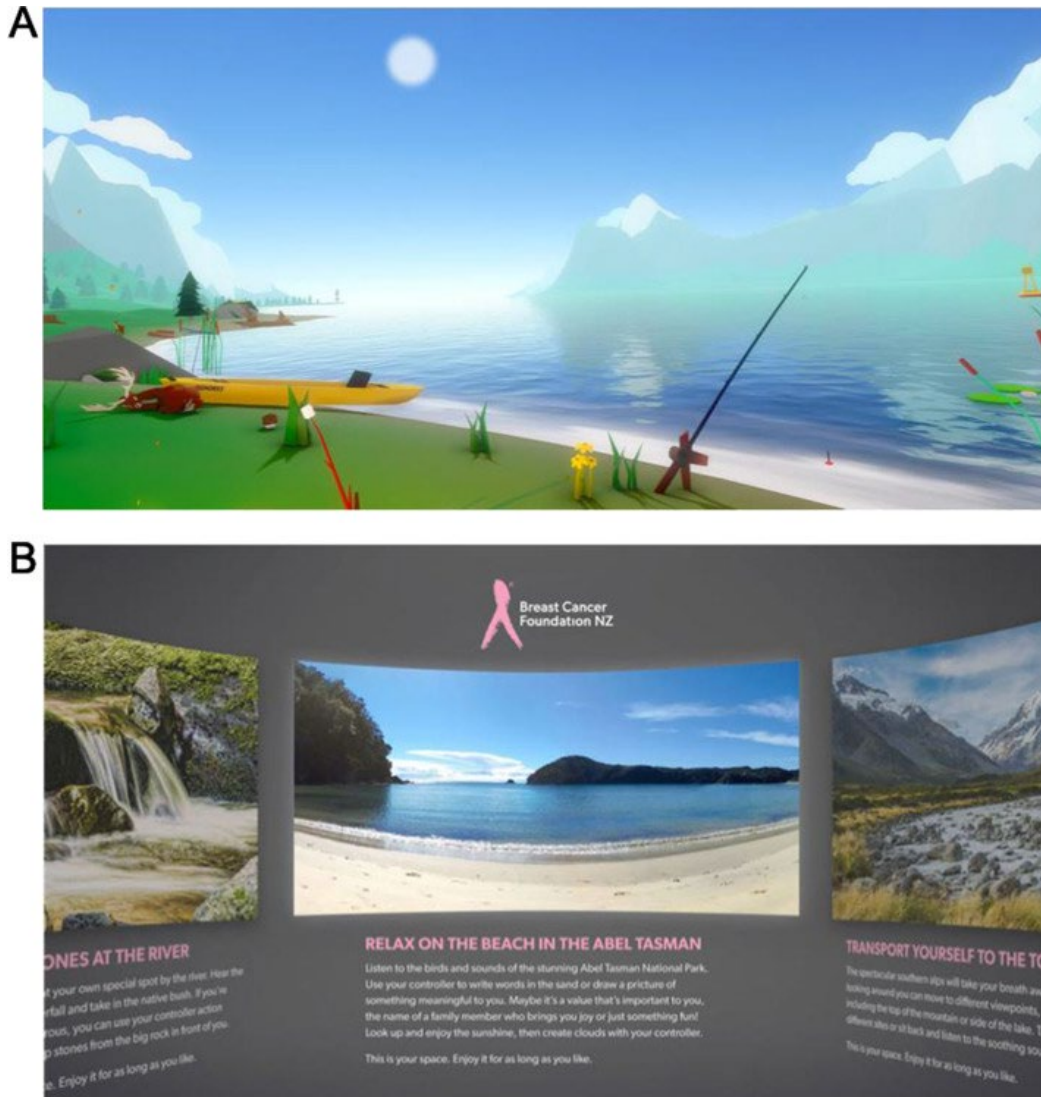 A
B
Breast Cancer
Foundation NZ
ONES AT THE RIVER
t your own special spot by the river. Hear the
rfall and take in the native bush. If you're
rous, you can use your controller action
p stones from the big rock in front of you.
e. Enjoy it for as long as you like.
RELAX ON THE BEACH IN THE ABEL TASMAN
Listen to the birds and sounds of the stunning Abel Tasman National Park.
Use your controller to write words in the sand or draw a pricture of
something meaningful to you. Maybe it's a value that's important to you,
the name of a family member who brings you joy or just something fun!
Look up and enjoy the sunshine, then create clouds with your controller.
This is your space. Enjoy it for as long as you like.
TRANSPORT YOURSELF TO THE TO
The spectacular southern alps will take your breath aw
looking around you can move to different viewpoints,
including the top of the mountain or side of the lake. T
different sites or sit back and listen to the soothing sou
This is your space. Enjoy it for as long as you like.